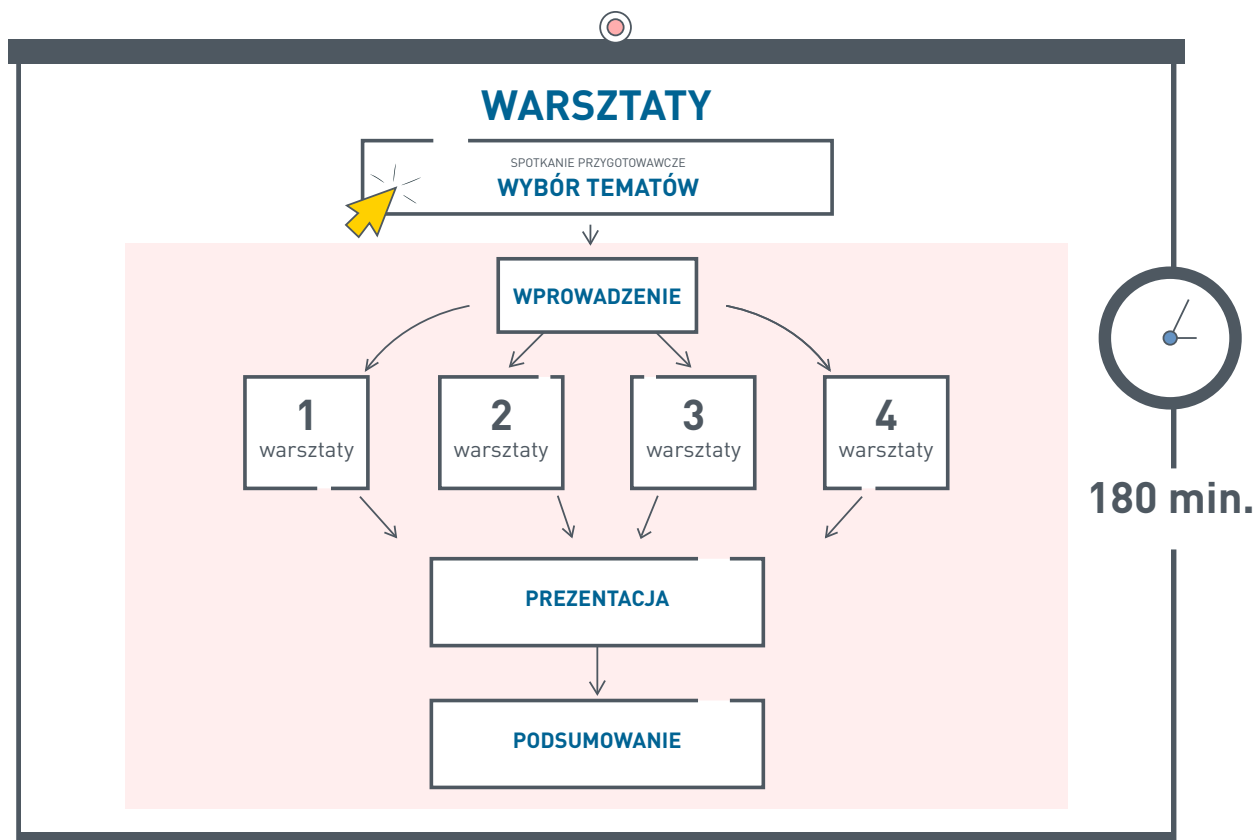 WARSZTATY
SPOTKANIE PRZYGOTOWAWCZE
WYBÓR TEMATÓW
WPROWADZENIE
1
warsztaty
2
warsztaty
3
warsztaty
4
warsztaty
180 min.
PREZENTACJA
PODSUMOWANIE